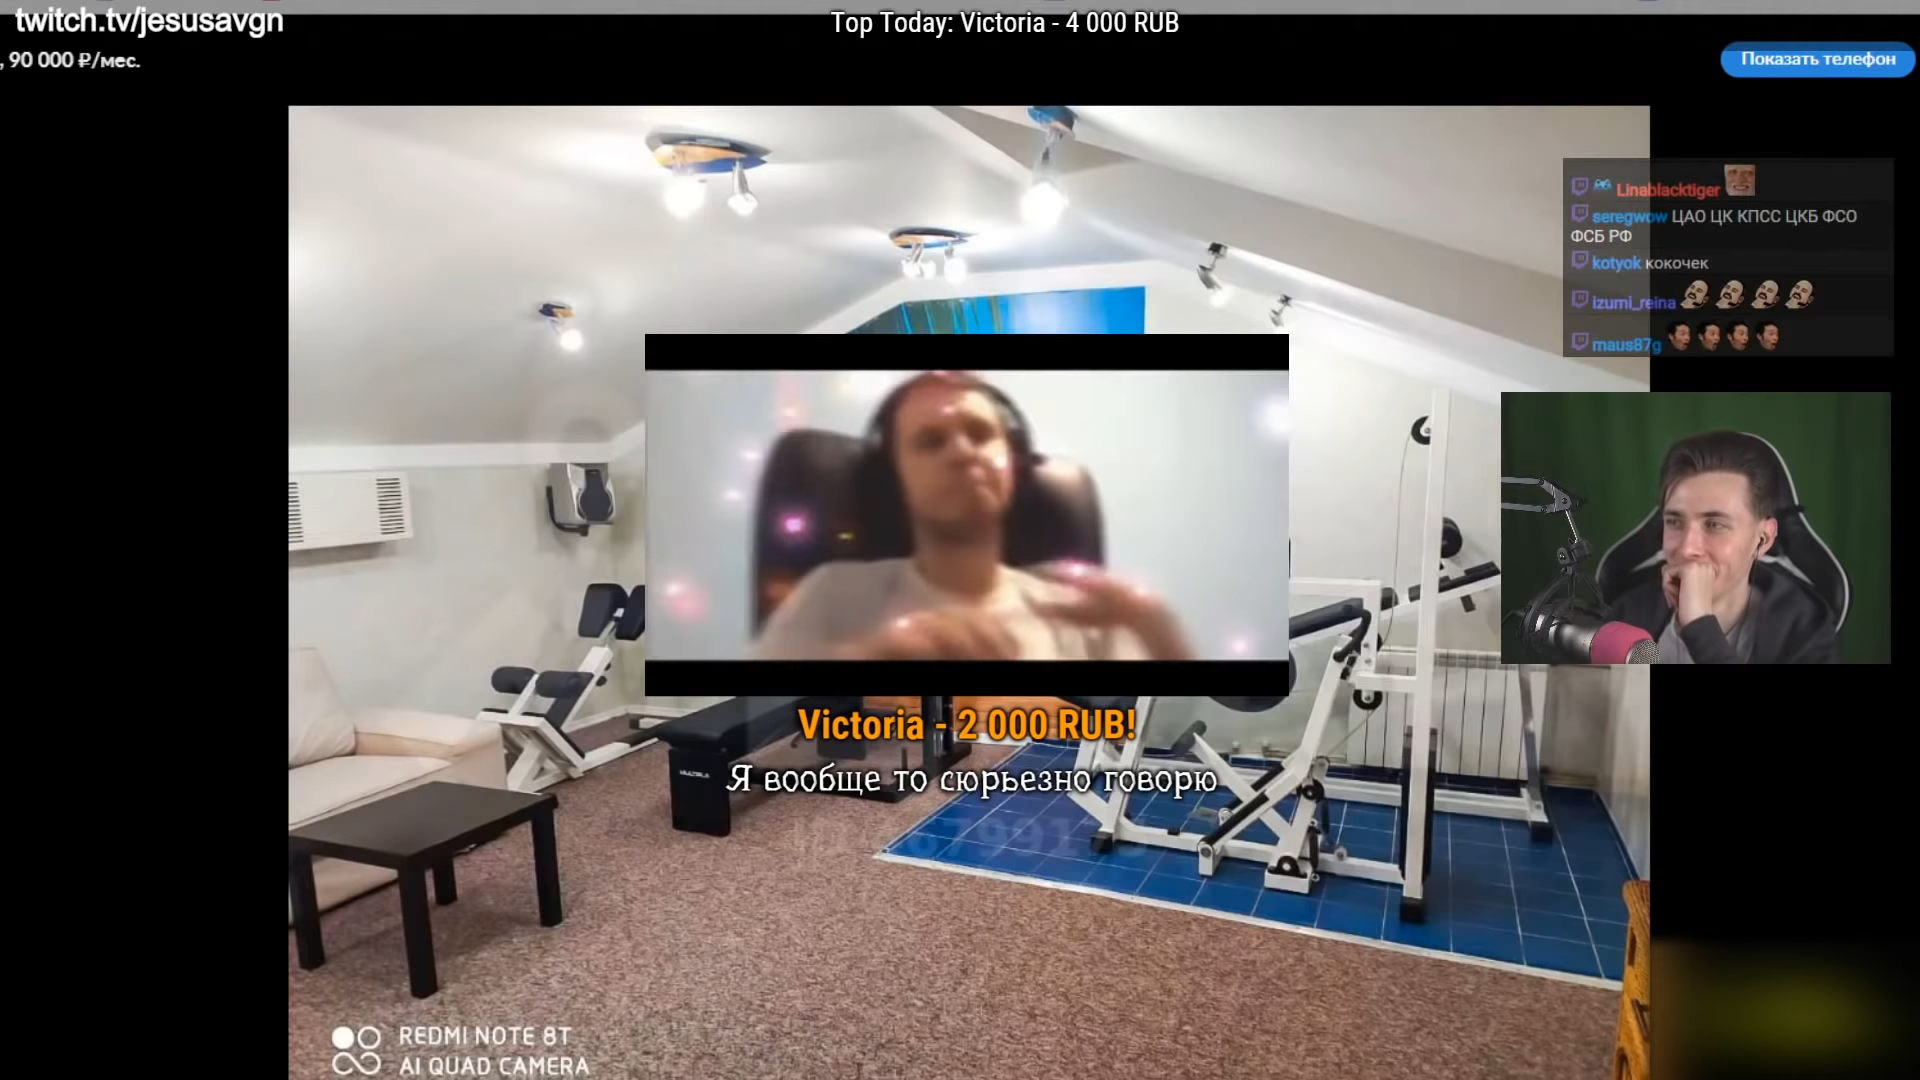 twitch.tv/jesusavgn
Top Today: Victoria - 4 000 RUB
, 90 000 ₽/мес.
Показать телефон
Linablacktiger
seregwow ЦАО ЦК КПСС ЦКБ ФСО
ФСБ РФ
kotyok кокочек
izumi_reina
maus87g
Victoria - 2 000 RUB!
Я вообще то сюрьезно говорю
REDMI NOTE 8T
AI QUAD CAMERA